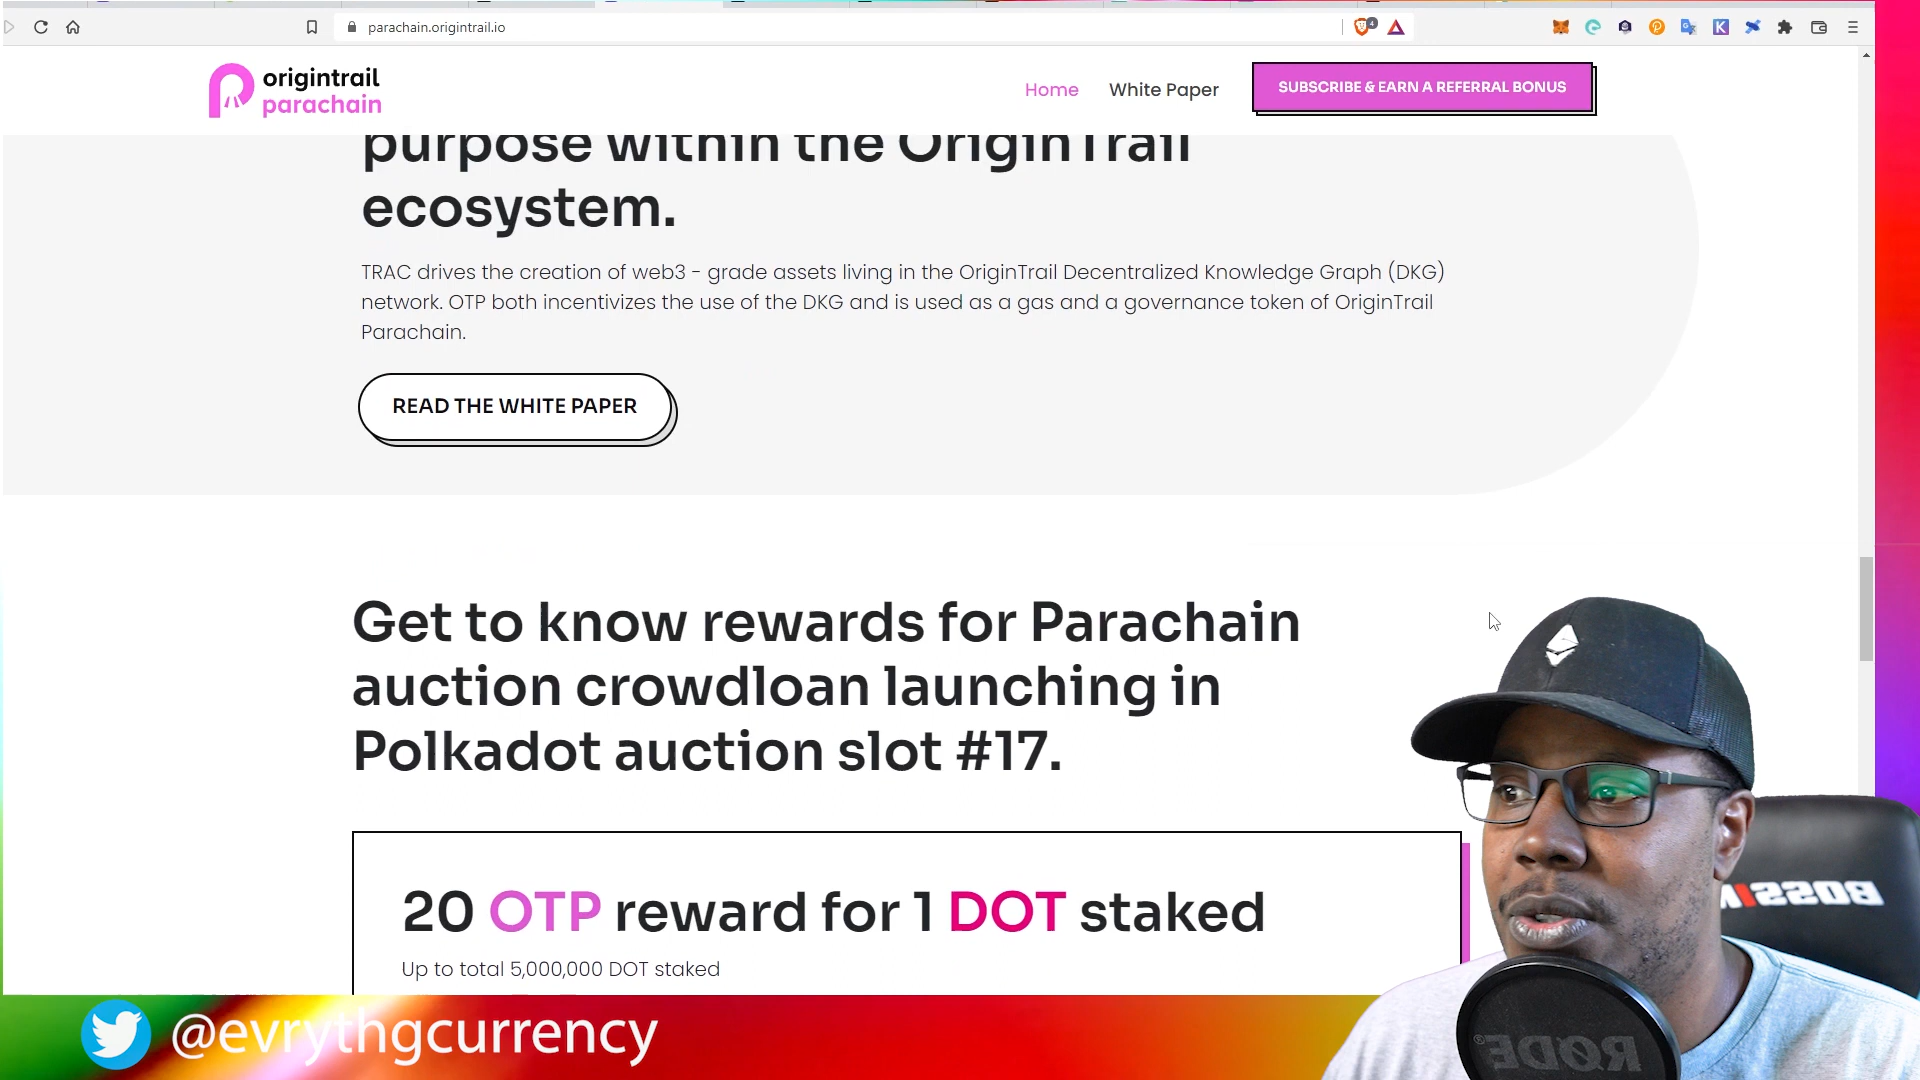 parachain.origintrail.io
4
origintrail
parachain
Home
White Paper
SUBSCRIBE & EARN A REFERRAL BONUS
purpose within the OriginTrail
ecosystem.
TRAC drives the creation of web3 - grade assets living in the OriginTrail Decentralized Knowledge Graph (DKG)
network. OTP both incentivizes the use of the DKG and is used as a gas and a governance token of OriginTrail
Parachain.
READ THE WHITE PAPER
Get to know rewards for Parachain
auction crowdloan launching in
Polkadot auction slot #17.
20 OTP reward for 1 DOT staked
Up to total 5,000,000 DOT staked
@evrythgcurrency
RØDE